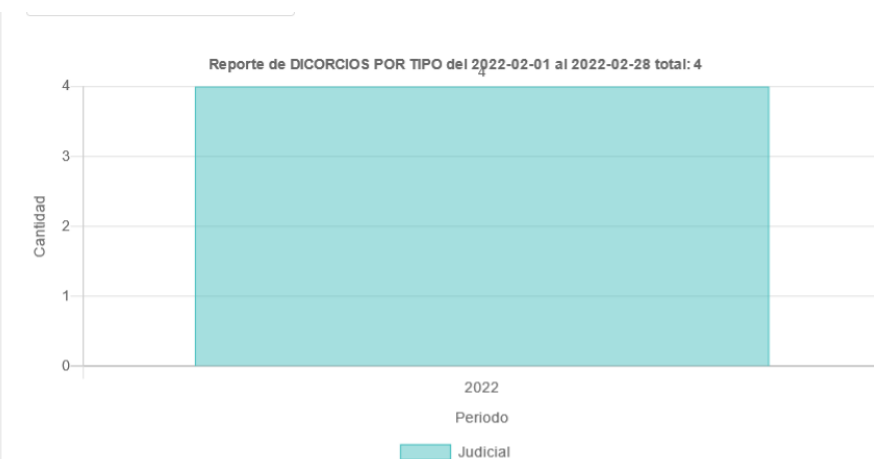 Reporte de DICORCIOS POR TIPO del 2022-02-01 al 2022-02-28 total: 4
4
4
3
2
1
0
Cantidad
2022
Periodo
Judicial